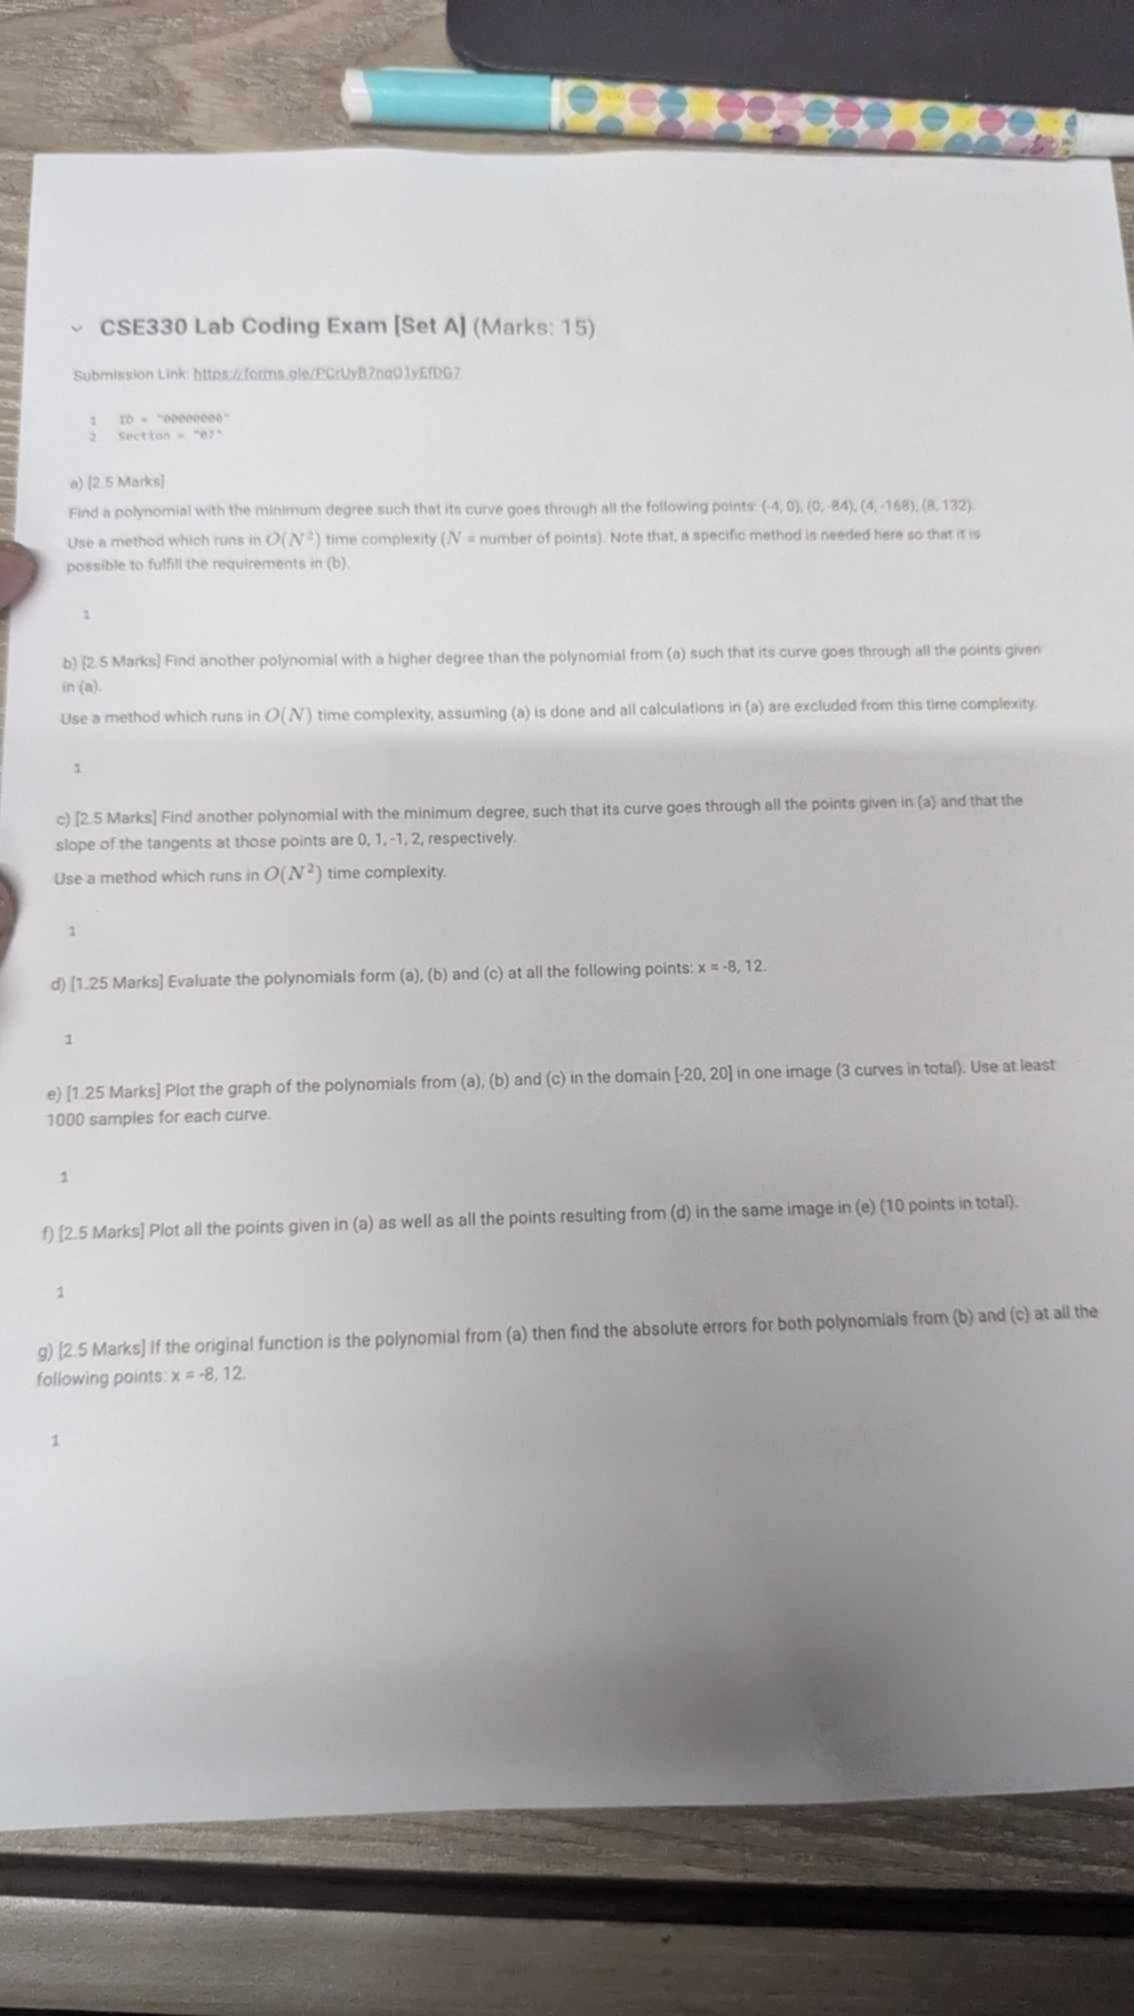 CSE330 Lab Coding Exam [Set A] (Marks: 15)
Submission Link: https://forms.gle/
1 ID = "00000000"
2 Section = "07"
a) [2.5 Marks]
Find a polynomial with the minimum degree such that its curve goes through all the following points: (-4, 0), (0, -84), (4, -168), (8, 132).
Use a method which runs in O(N²) time complexity (N = number of points). Note that, a specific method is needed here so that it is
possible to fulfill the requirements in (b).
1
b) [2.5 Marks] Find another polynomial with a higher degree than the polynomial from (a) such that its curve goes through all the points given
in (a).
Use a method which runs in O(N) time complexity, assuming (a) is done and all calculations in (a) are excluded from this time complexity.
1
c) [2.5 Marks] Find another polynomial with the minimum degree, such that its curve goes through all the points given in (a) and that the
slope of the tangents at those points are 0, 1, -1, 2, respectively.
Use a method which runs in O(N²) time complexity.
1
d) [1.25 Marks] Evaluate the polynomials form (a), (b) and (c) at all the following points: x = -8, 12.
1
e) [1.25 Marks] Plot the graph of the polynomials from (a), (b) and (c) in the domain [-20, 20] in one image (3 curves in total). Use at least
1000 samples for each curve.
1
f) [2.5 Marks] Plot all the points given in (a) as well as all the points resulting from (d) in the same image in (e) (10 points in total).
1
g) [2.5 Marks] If the original function is the polynomial from (a) then find the absolute errors for both polynomials from (b) and (c) at all the
following points: x = -8, 12.
1